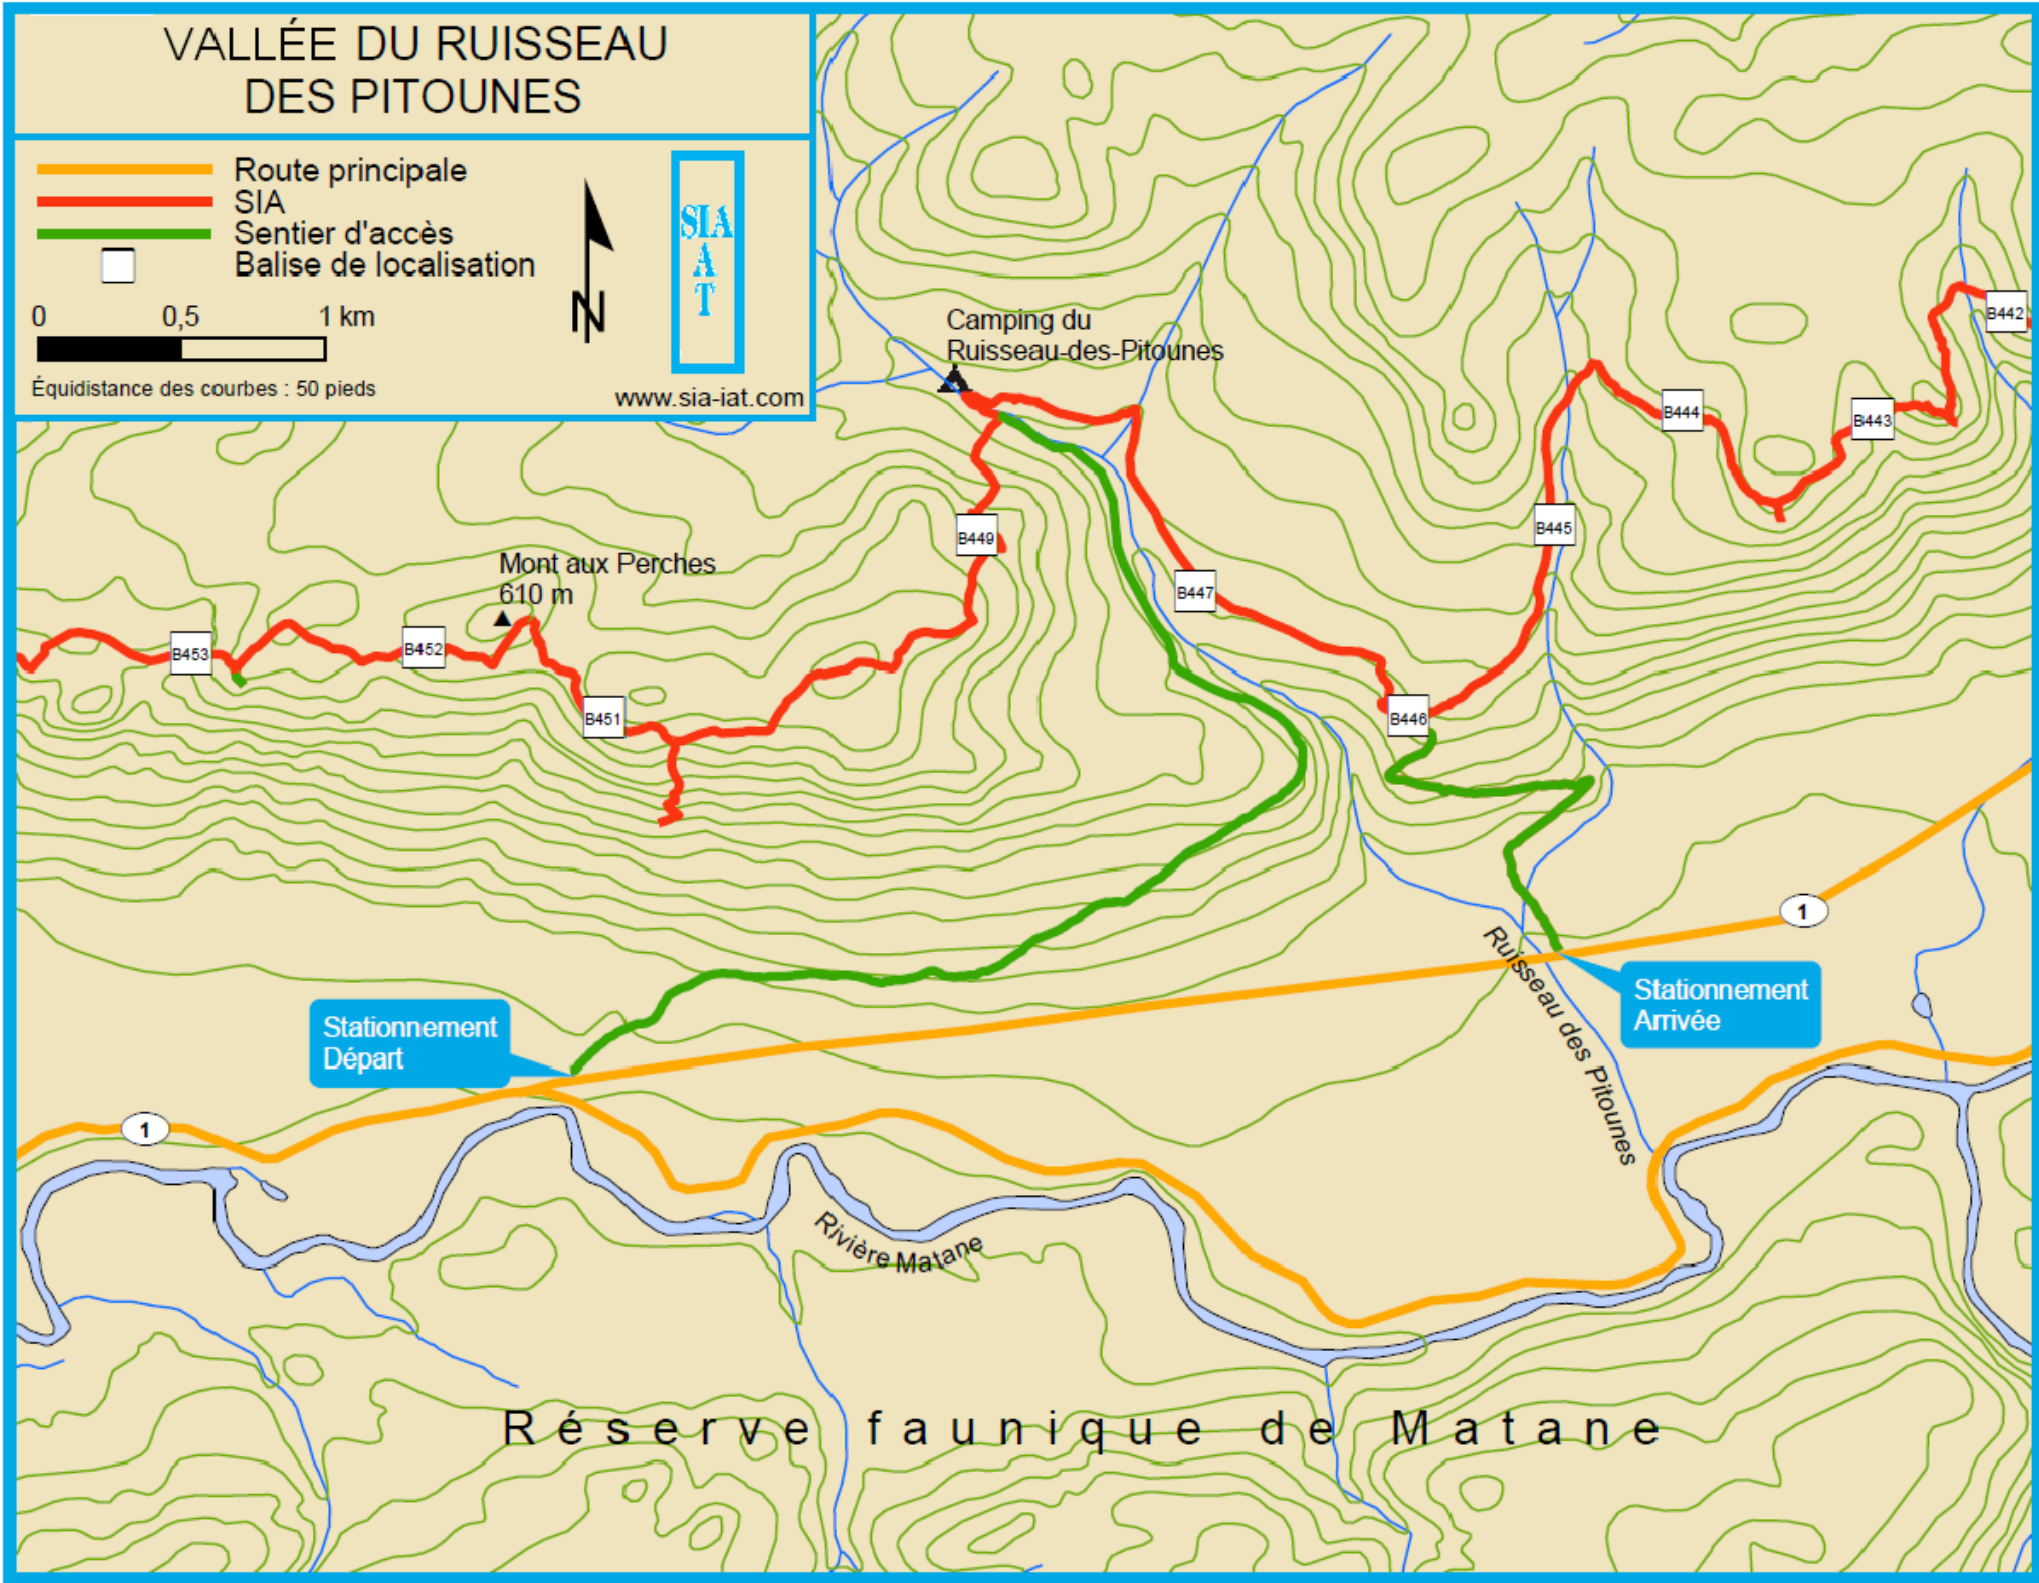 VALLÉE DU RUISSEAU
DES PITOUNES
Route principale
SIA
Sentier d'accès
Balise de localisation
0 0,5 1 km
Équidistance des courbes : 50 pieds
N
SIA
A
T
www.sia-iat.com
Camping du
Ruisseau-des-Pitounes
B442
B443
B444
B445
B449
B447
Mont aux Perches
610 m
B453
B452
B451
B446
1
Stationnement
Départ
Stationnement
Arrivée
Ruisseau des Pitounes
1
Rivière Matane
Réserve faunique de Matane